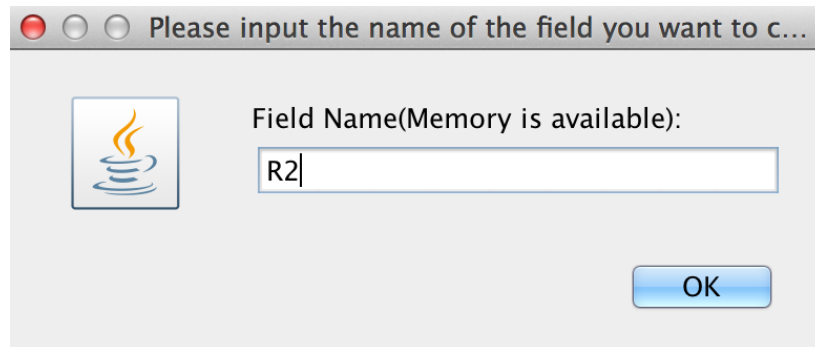 Please input the name of the field you want to c...
Field Name(Memory is available):
R2
OK